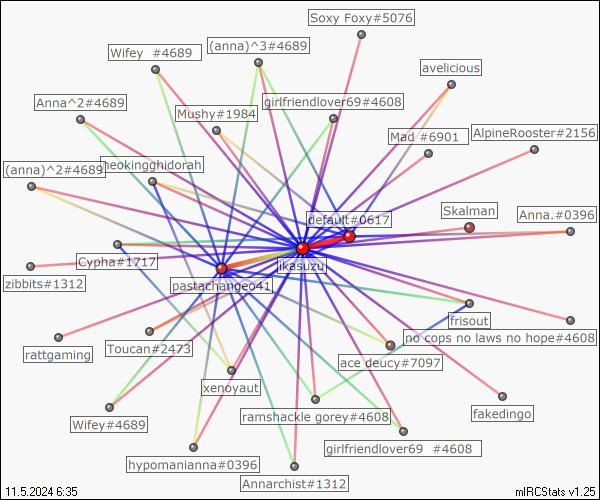 Soxy Foxy#5076
(anna)^3#4689
Wifey  #4689
avelicious
Anna^2#4689
girlfriendlover69#4608
Mushy#1984
Mad #6901
AlpineRooster#2156
(anna)^2#4689
heokingghidorah
default#0617
Skalman
Anna.#0396
Cypha#1717
ikasuzu
zibbits#1312
pastachangeo41
frisout
no cops no laws no hope#4608
Toucan#2473
rattgaming
ace deucy#7097
xenoyaut
ramshackle gorey#4608
fakedingo
Wifey#4689
girlfriendlover69  #4608
hypomanianna#0396
Annarchist#1312
11.5.2024 6:35
mIRCStats v1.25